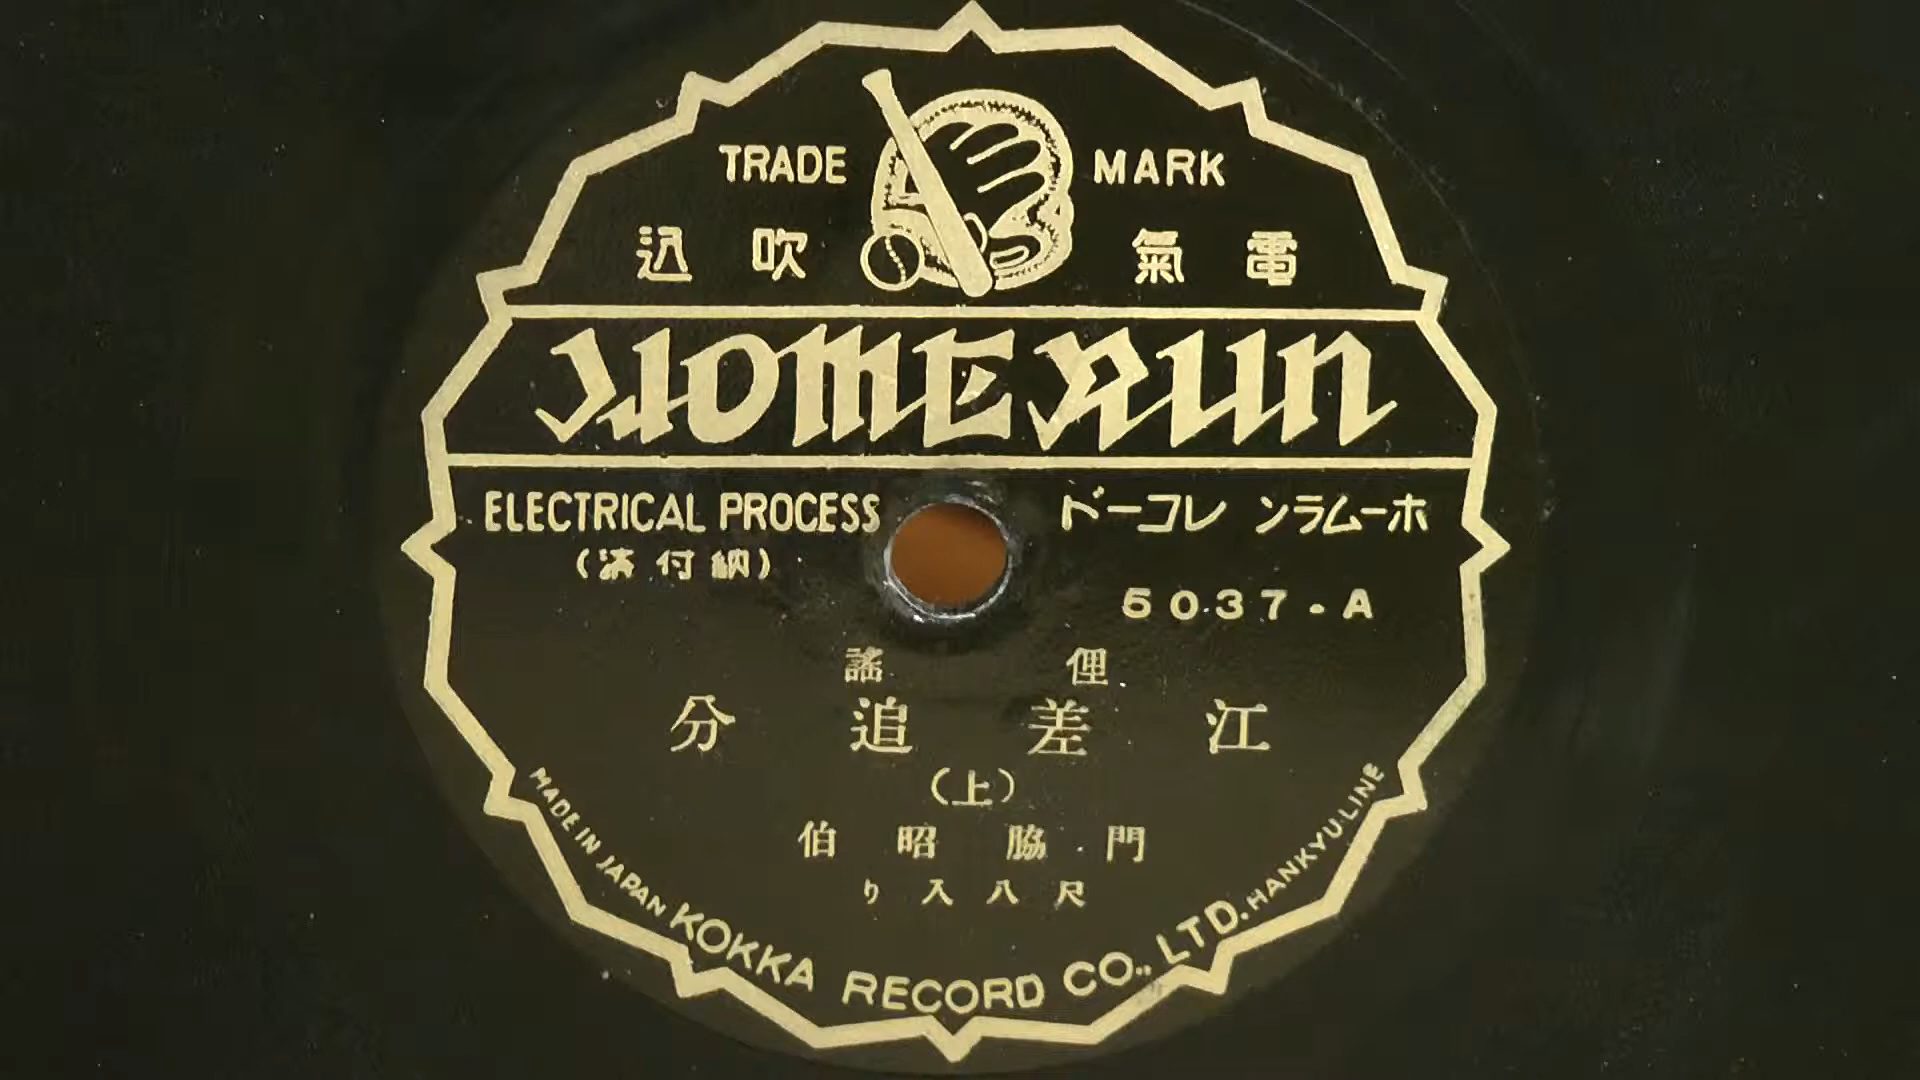 TRADE MARK
電氣吹込
HOMERUN
ELECTRICAL PROCESS
ホームラン レコード
(納付済)
5037-A
俚謠
江差追分
(上)
門脇昭伯
尺八入り
MADE IN JAPAN KOKKA RECORD CO., LTD. HANKYU-LINE